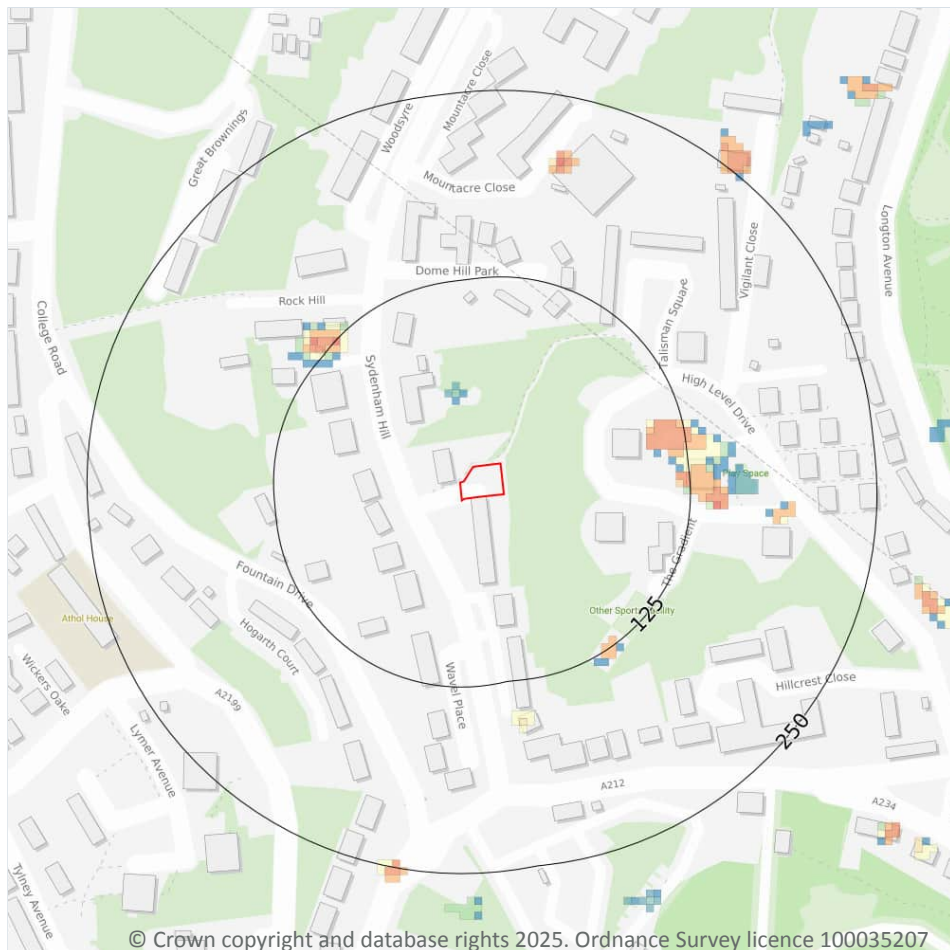 Great Brownings
Woodsyre
Mountacre Close
Mountacre Close
Longton Avenue
Dome Hill Park
Vigilant Close
Rock Hill
Talisman Square
College Road
Sydenham Hill
High Level Drive
Play Space
The Gradient
Fountain Drive
Other Sports Facility
125
Athol House
Hogarth Court
Wickers Oake
A2199
Wavel Place
Hillcrest Close
250
Lymer Avenue
A212
A234
Tylney Avenue
© Crown copyright and database rights 2025. Ordnance Survey licence 100035207